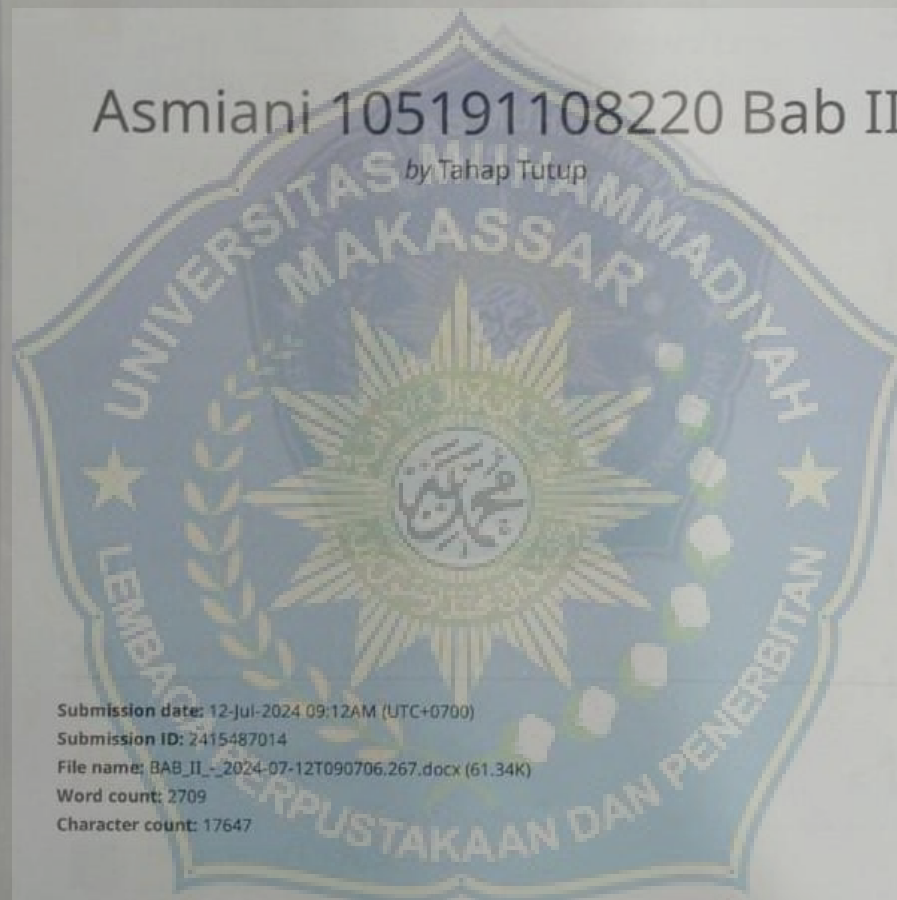 Asmiani 105191108220 Bab II
by Tahap Tutup
UNIVERSITAS MUHAMMADIYAH
MAKASSAR
محمد
LEMBAGA PERPUSTAKAAN DAN PENERBITAN
Submission date: 12-Jul-2024 09:12AM (UTC+0700)
Submission ID: 2415487014
File name: BAB_II_-_2024-07-12T090706.267.docx (61.34K)
Word count: 2709
Character count: 17647